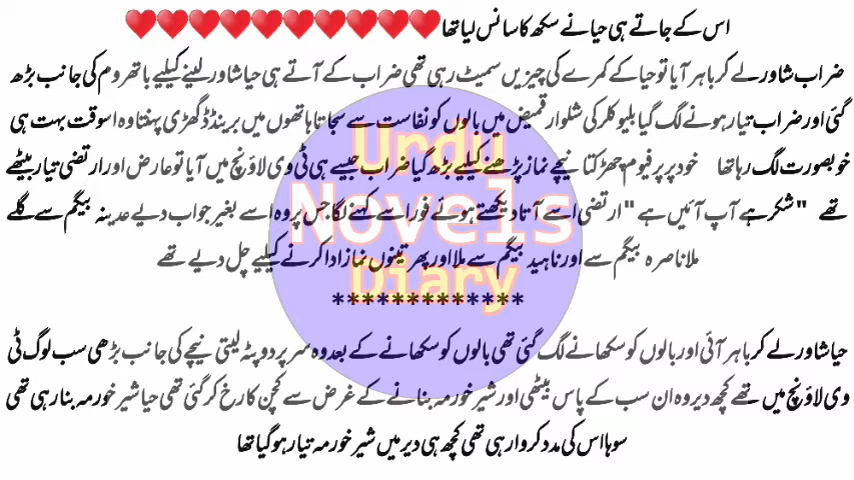 اس کے جاتے ہی حیا نے سکھ کا سانس لیا تھا ❤️❤️❤️❤️❤️❤️❤️❤️❤️❤️
ضراب شاور لے کر باہر آیا تو حیا کے کمرے کی چیزیں سمیٹ رہی تھی ضراب کے آتے ہی حیا شاور لینے کیلیے باتھروم کی جانب بڑھ
گئی اور ضراب تیار ہونے لگ گیا بلیو کلر کی شلوار قمیض میں بالوں کو نفاست سے سجاتا ہاتھوں میں برینڈڈ گھڑی پہنتا وہ اسوقت بہت ہی
خوبصورت لگ رہا تھا خود پر پرفیوم چھڑکتا نیچے نماز پڑھنے کیلیے بڑھ گیا ضراب جیسے ہی ٹی وی لاؤنچ میں آیا تو عارض اور ارتضی تیار بیٹھے
تھے "شکر ہے آپ آئیں ہے" ارتضی اسے آتا دیکھتے ہوئے فوراً سے کہنے لگا۔ جس پر وہ اسے بغیر جواب دیے عدینہ بیگم سے گلے
ملا ناصرہ بیگم سے اور ناہید بیگم سے ملا اور پھر تینوں نماز ادا کرنے کیلیے چل دیے تھے
*************
حیا شاور لے کر باہر آئی اور بالوں کو سکھانے لگ گئی تھی بالوں کو سکھانے کے بعد وہ سر پر دوپٹہ لیتی نیچے کی جانب بڑھی سب لوگ ٹی
وی لاؤنچ میں تھے کچھ دیر وہ ان سب کے پاس بیٹھی اور شیر خورمہ بنانے کے غرض سے کچن کا رخ کر گئی تھی حیا شیر خورمہ بنا رہی تھی
سوہا اس کی مدد کروا رہی تھی کچھ ہی دیر میں شیر خورمہ تیار ہو گیا تھا
Urdu
Novels
Diary